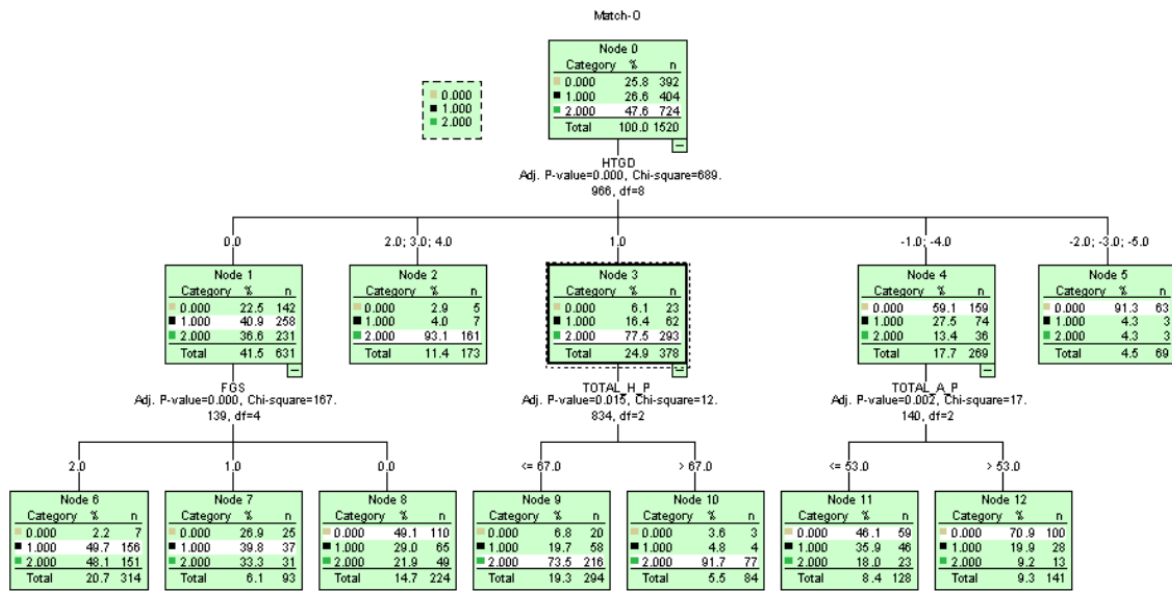 Match-0
Node 0
Category % n
0.000 25.8 392
1.000 26.6 404
2.000 47.6 724
Total 100.0 1520
0.000
1.000
2.000
HTGD
Adj. P-value=0.000, Chi-square=689.
966, df=8
0.0
2.0; 3.0; 4.0
1.0
-1.0; -4.0
-2.0; -3.0; -5.0
Node 1
Category % n
0.000 22.5 142
1.000 40.9 258
2.000 36.6 231
Total 41.5 631
Node 2
Category % n
0.000 2.9 5
1.000 4.0 7
2.000 93.1 161
Total 11.4 173
Node 3
Category % n
0.000 6.1 23
1.000 16.4 62
2.000 77.5 293
Total 24.9 378
Node 4
Category % n
0.000 59.1 159
1.000 27.5 74
2.000 13.4 36
Total 17.7 269
Node 5
Category % n
0.000 91.3 63
1.000 4.3 3
2.000 4.3 3
Total 4.5 69
FGS
Adj. P-value=0.000, Chi-square=167.
139, df=4
TOTAL_H_P
Adj. P-value=0.015, Chi-square=12.
834, df=2
TOTAL_A_P
Adj. P-value=0.002, Chi-square=17.
140, df=2
2.0
1.0
0.0
<= 67.0
> 67.0
<= 53.0
> 53.0
Node 6
Category % n
0.000 2.2 7
1.000 49.7 156
2.000 48.1 151
Total 20.7 314
Node 7
Category % n
0.000 26.9 25
1.000 39.8 37
2.000 33.3 31
Total 6.1 93
Node 8
Category % n
0.000 49.1 110
1.000 29.0 65
2.000 21.9 49
Total 14.7 224
Node 9
Category % n
0.000 6.8 20
1.000 19.7 58
2.000 73.5 216
Total 19.3 294
Node 10
Category % n
0.000 3.6 3
1.000 4.8 4
2.000 91.7 77
Total 5.5 84
Node 11
Category % n
0.000 46.1 59
1.000 35.9 46
2.000 18.0 23
Total 8.4 128
Node 12
Category % n
0.000 70.9 100
1.000 19.9 28
2.000 9.2 13
Total 9.3 141